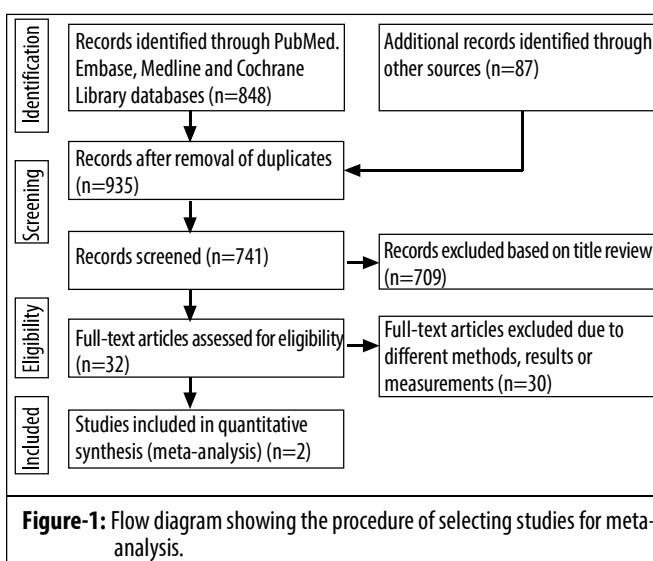 Identification
Records identified through PubMed.
Embase, Medline and Cochrane
Library databases (n=848)
Additional records identified through
other sources (n=87)
Screening
Records after removal of duplicates
(n=935)
Records screened (n=741)
Records excluded based on title review
(n=709)
Eligibility
Full-text articles assessed for eligibility
(n=32)
Full-text articles excluded due to
different methods, results or
measurements (n=30)
Included
Studies included in quantitative
synthesis (meta-analysis) (n=2)
Figure-1: Flow diagram showing the procedure of selecting studies for meta-
analysis.